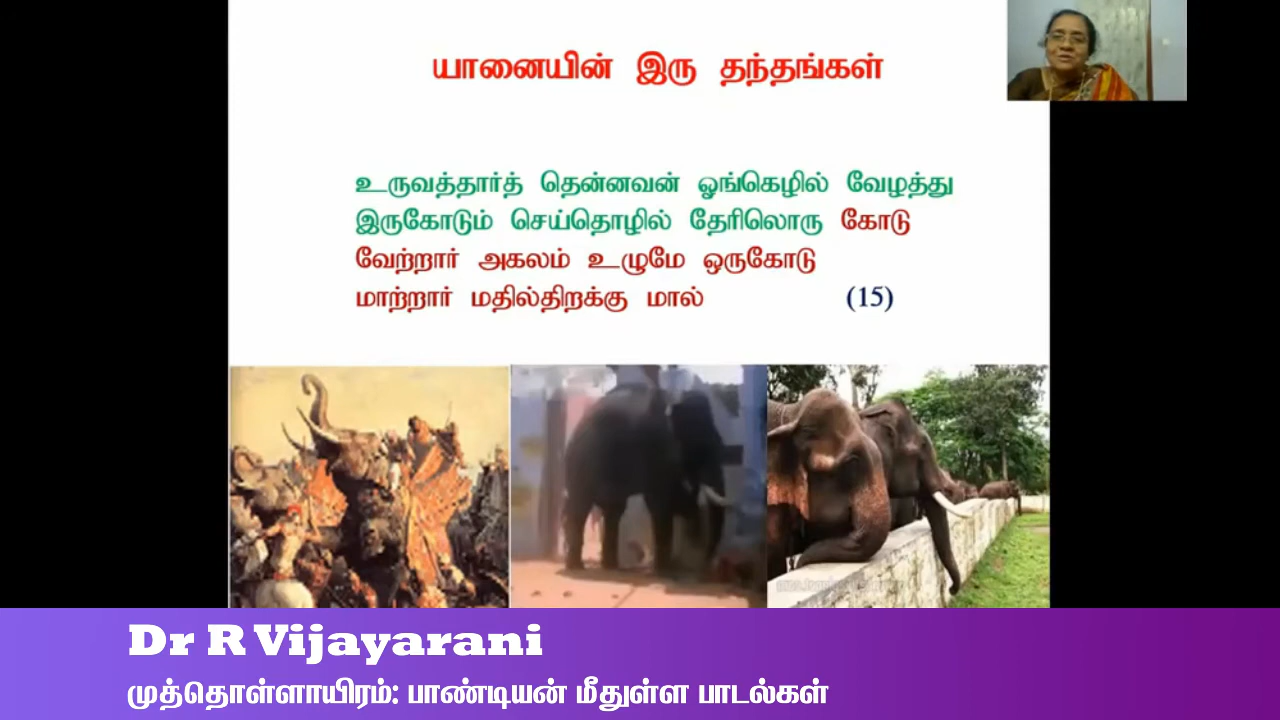 யானையின் இரு தந்தங்கள்
உருவத்தார்த் தென்னவன் ஓங்கெழில் வேழத்து
இருகோடும் செய்தொழில் தேரிலொரு கோடு
வேற்றார் அகலம் உழுமே ஒருகோடு
மாற்றார் மதில்திறக்கு மால் (15)
Dr R Vijayarani
முத்தொள்ளாயிரம்: பாண்டியன் மீதுள்ள பாடல்கள்